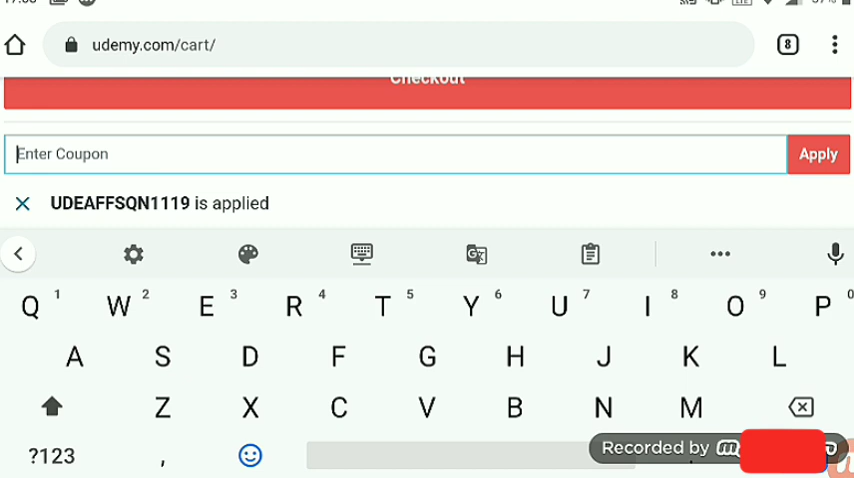 udemy.com/cart/
8
Checkout
Enter Coupon
Apply
UDEAFFSQN1119 is applied
Q 1 W 2 E 3 R 4 T 5 Y 6 U 7 I 8 O 9 P 0
A S D F G H J K L
Z X C V B N M
?123 ,
Recorded by